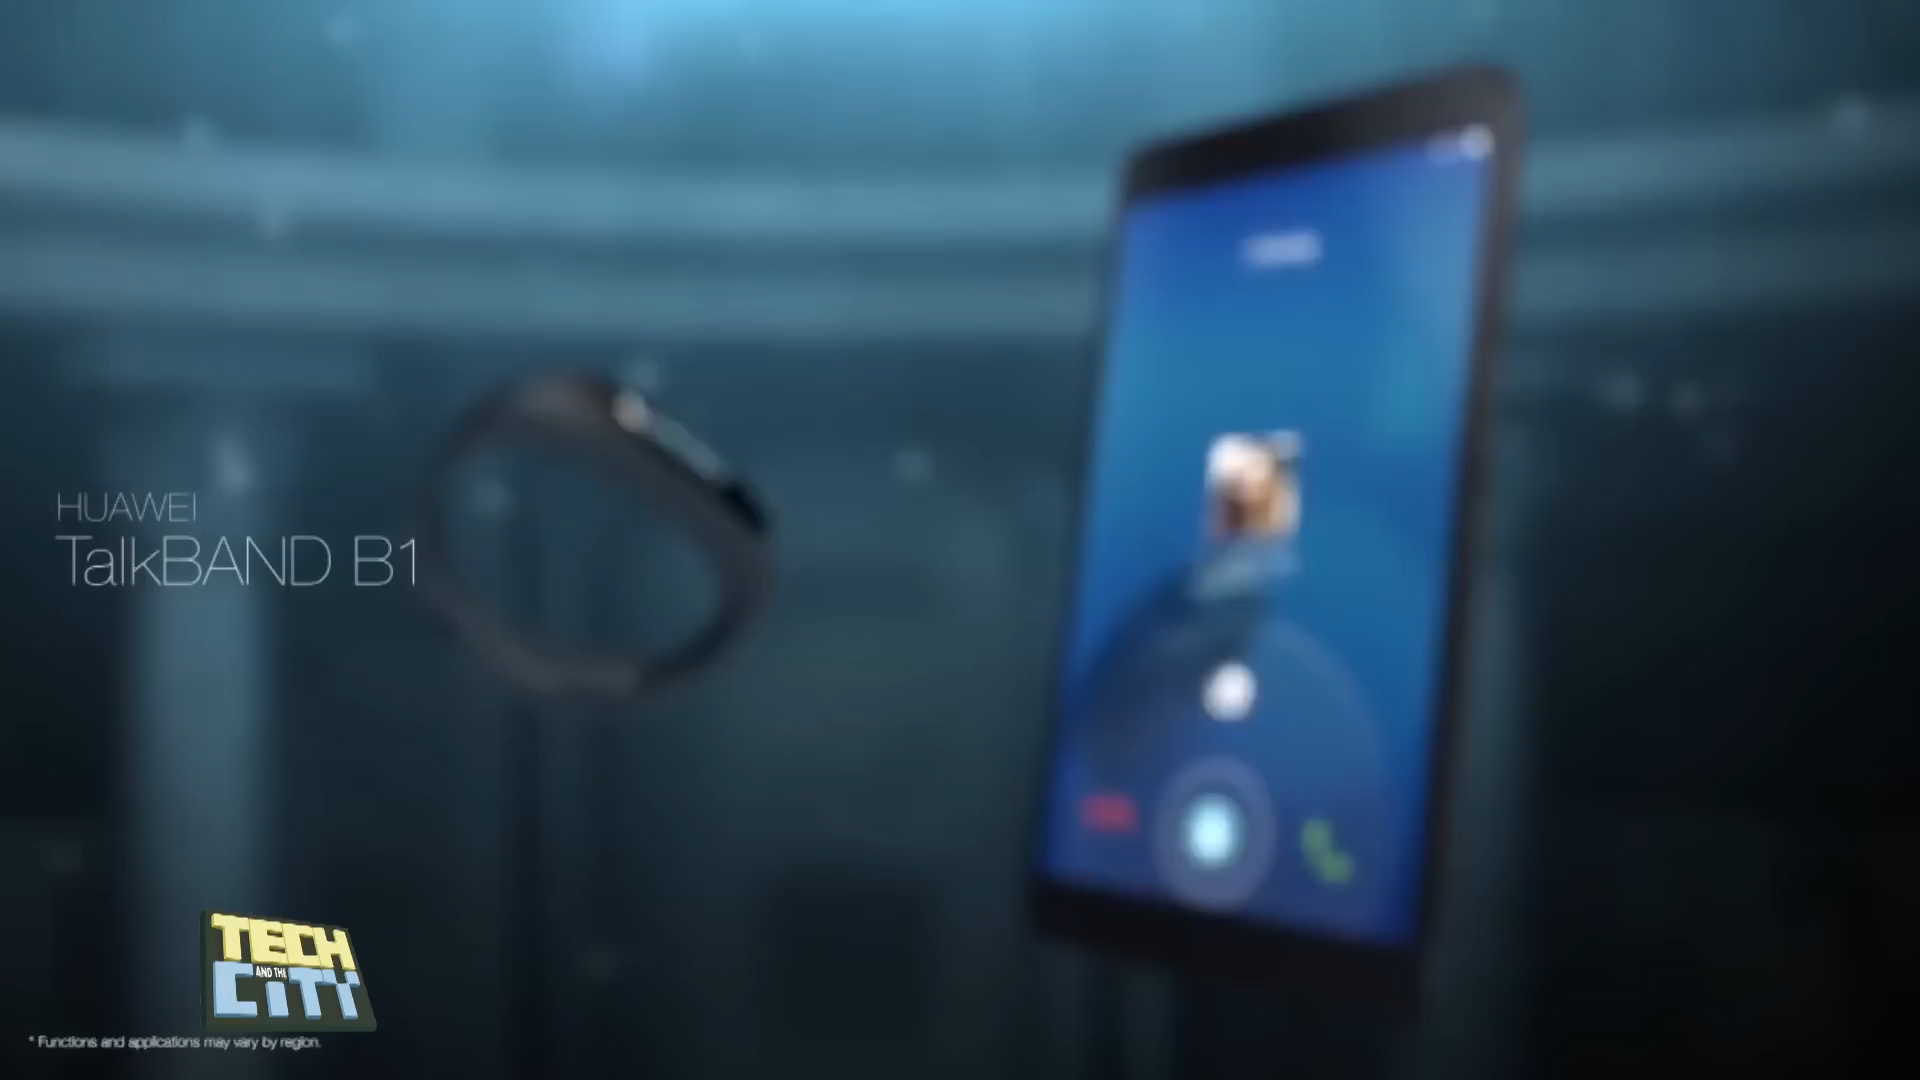 HUAWEI
TalkBAND B1
TECH
AND THE
CITY
* Functions and applications may vary by region.